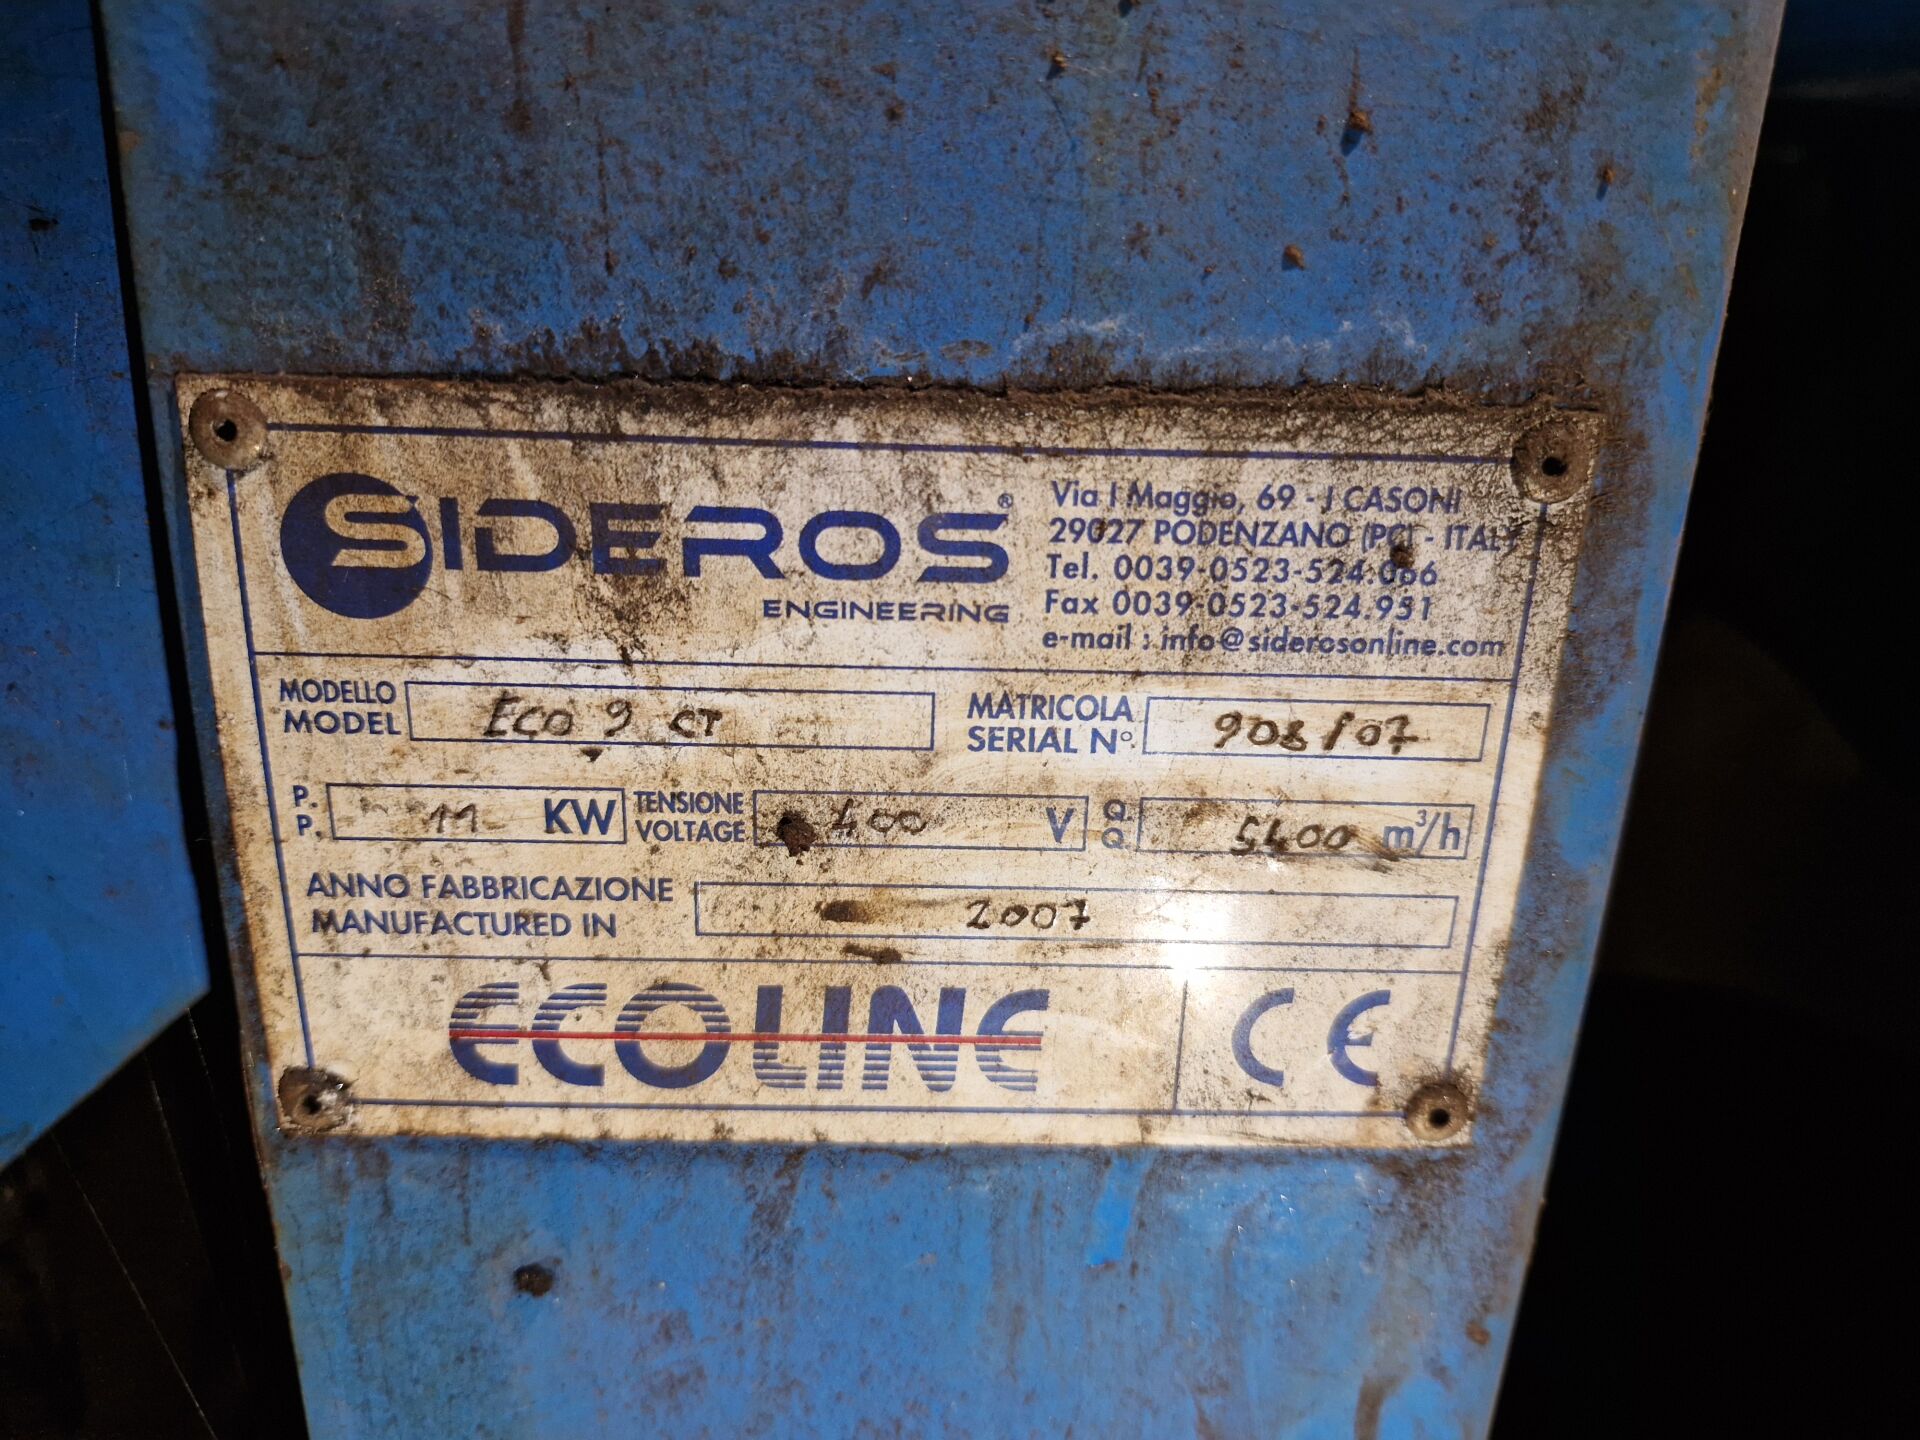 SIDEROS®
ENGINEERING
Via I Maggio, 69 - I CASONI
29027 PODENZANO (PC) - ITALY
Tel. 0039-0523-524.066
Fax 0039-0523-524.951
e-mail : info@siderosonline.com
MODELLO
MODEL
ECO 9 CT
MATRICOLA
SERIAL N°.
908/07
P.
P.
11 KW
TENSIONE
VOLTAGE
400 V
Q
Q
5400 m³/h
ANNO FABBRICAZIONE
MANUFACTURED IN
2007
ECOLINE
CE